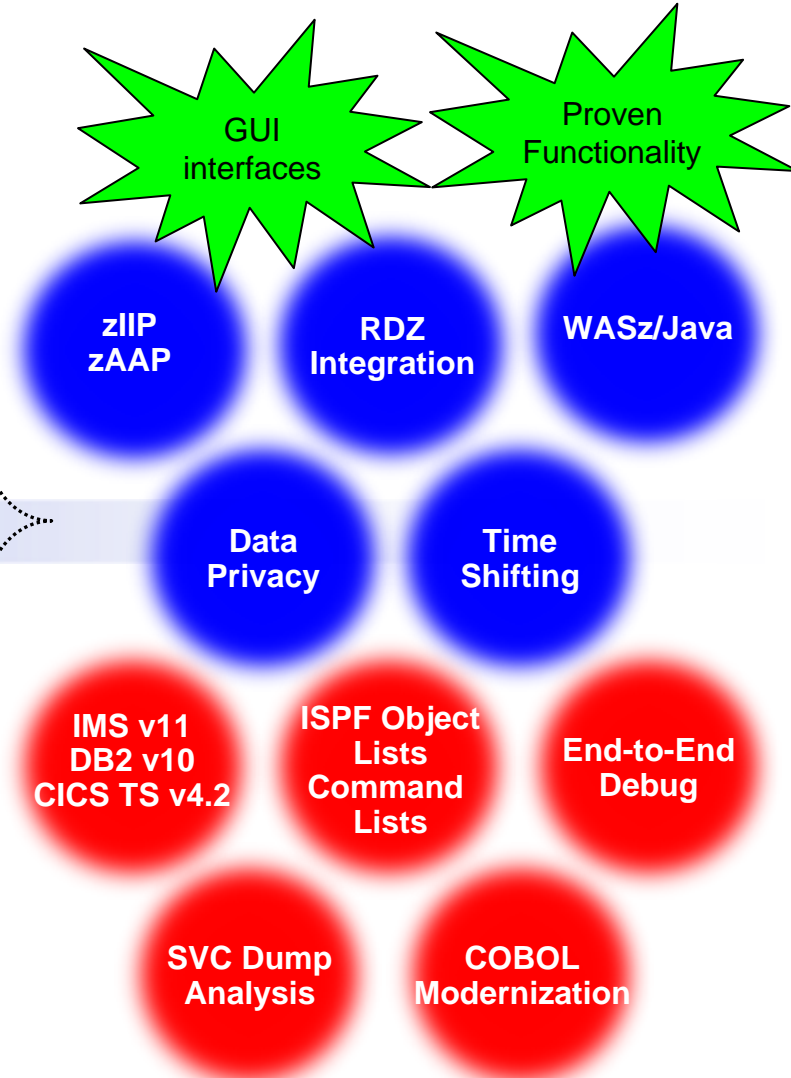 GUI
interfaces
Proven
Functionality
zIIP
zAAP
RDZ
Integration
WASz/Java
Data
Privacy
Time
Shifting
IMS v11
DB2 v10
CICS TS v4.2
ISPF Object
Lists
Command
Lists
End-to-End
Debug
SVC Dump
Analysis
COBOL
Modernization